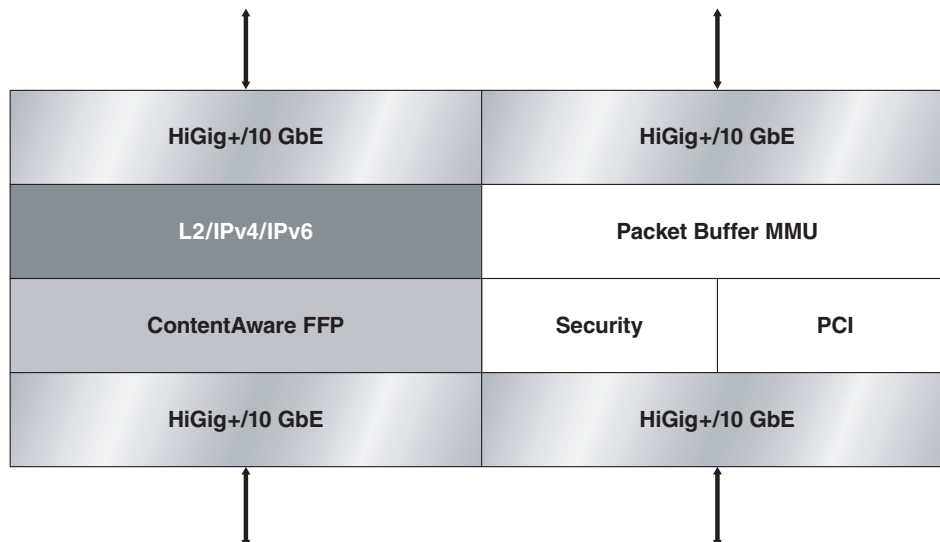 HiGig+/10 GbE
HiGig+/10 GbE
L2/IPv4/IPv6
Packet Buffer MMU
ContentAware FFP
Security
PCI
HiGig+/10 GbE
HiGig+/10 GbE